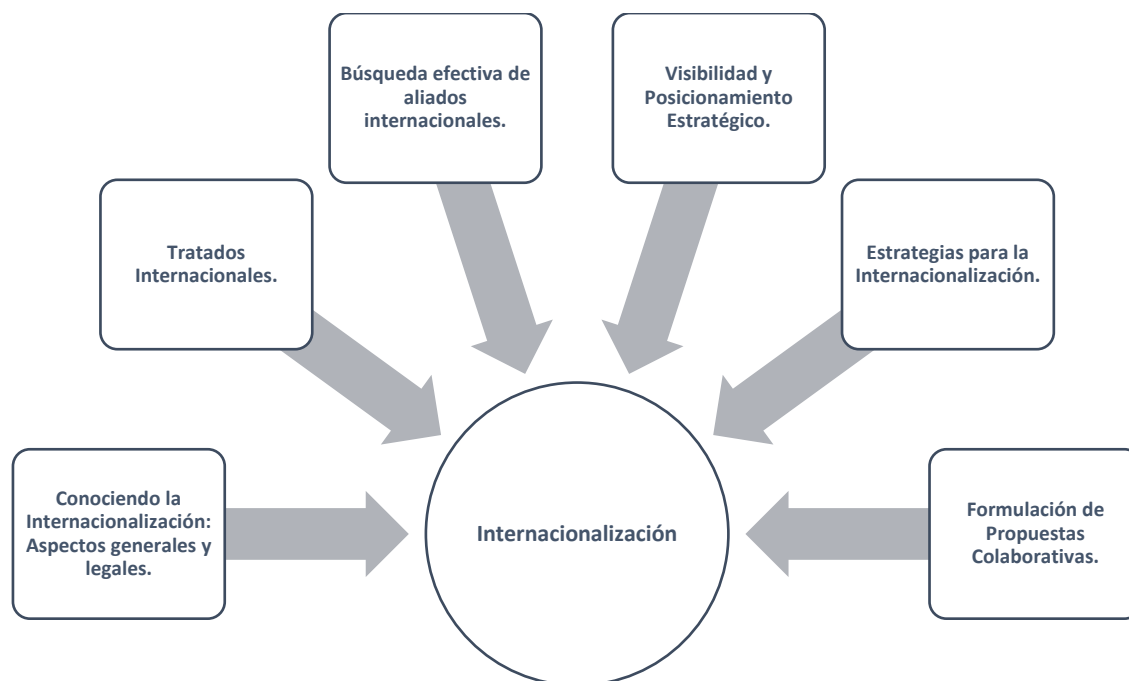 Búsqueda efectiva de
aliados
internacionales.
Visibilidad y
Posicionamiento
Estratégico.
Tratados
Internacionales.
Estrategias para la
Internacionalización.
Conociendo la
Internacionalización:
Aspectos generales y
legales.
Internacionalización
Formulación de
Propuestas
Colaborativas.